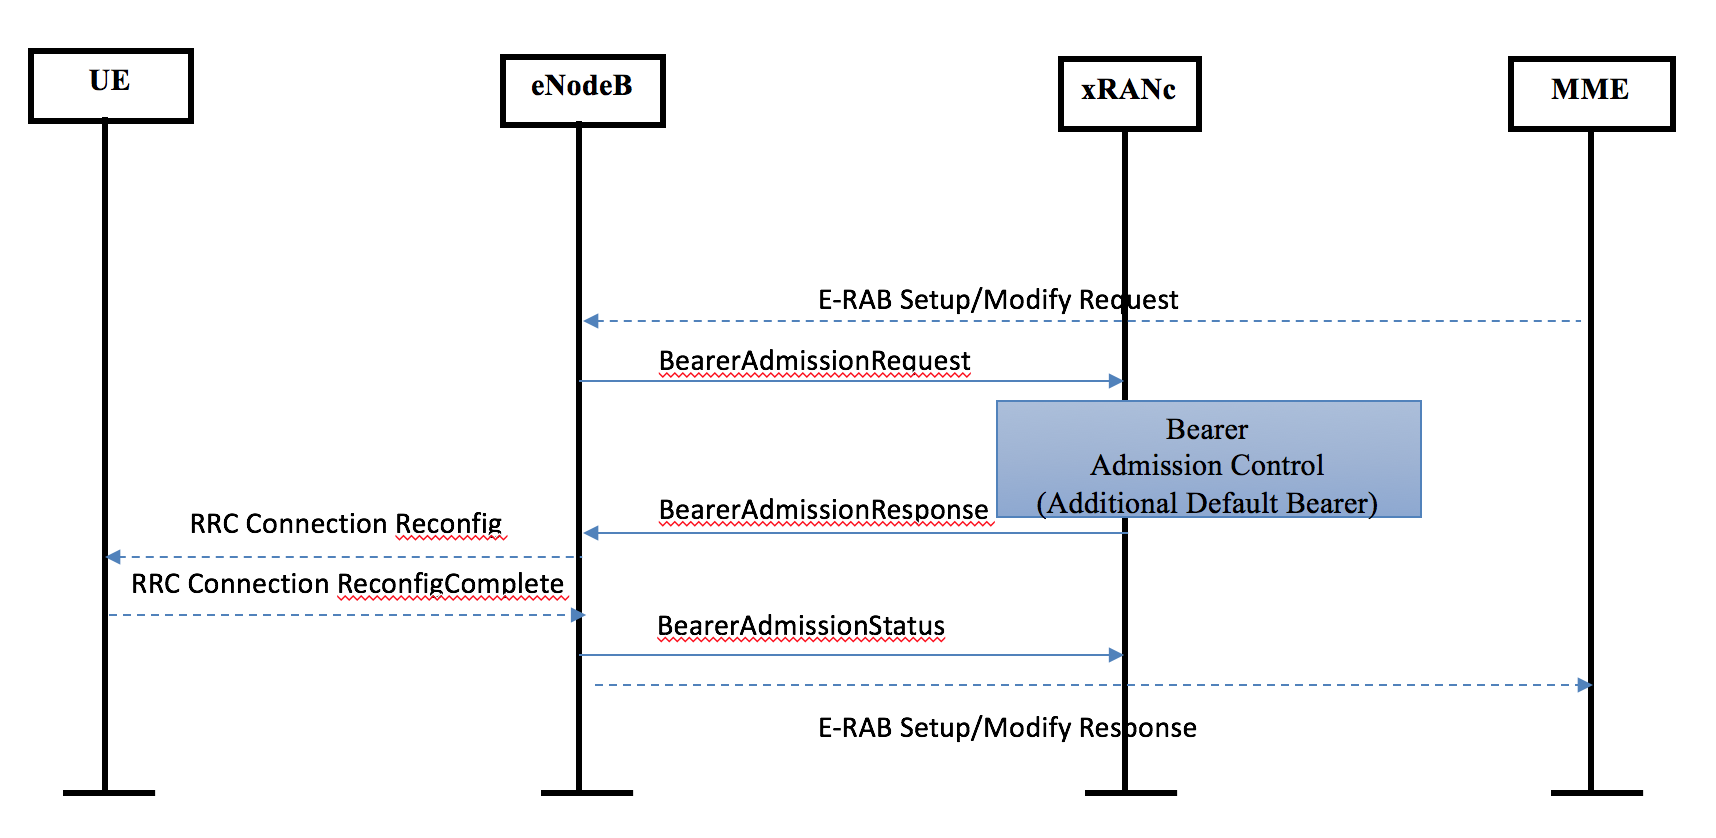 UE
eNodeB
xRANc
MME
E-RAB Setup/Modify Request
BearerAdmissionRequest
Bearer
Admission Control
(Additional Default Bearer)
BearerAdmissionResponse
RRC Connection Reconfig
RRC Connection ReconfigComplete
BearerAdmissionStatus
E-RAB Setup/Modify Response